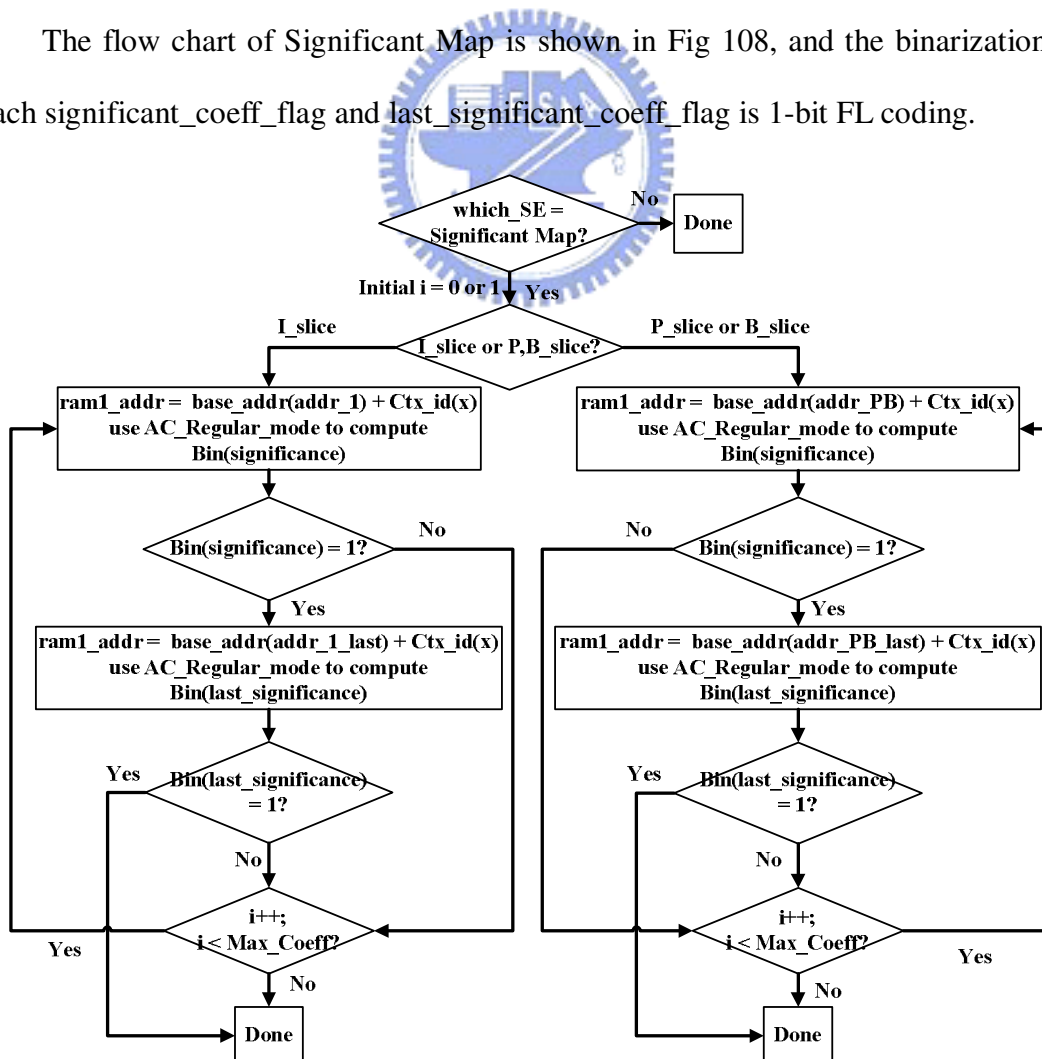 The flow chart of Significant Map is shown in Fig 108, and the binarization
ach significant_coeff_flag and last_significant_coeff_flag is 1-bit FL coding.
which_SE =
Significant Map?
No
Done
Initial i = 0 or 1
Yes
I_slice or P,B_slice?
I_slice
P_slice or B_slice
ram1_addr = base_addr(addr_1) + Ctx_id(x)
use AC_Regular_mode to compute
Bin(significance)
ram1_addr = base_addr(addr_PB) + Ctx_id(x)
use AC_Regular_mode to compute
Bin(significance)
Bin(significance) = 1?
No
Yes
No
Bin(significance) = 1?
Yes
ram1_addr = base_addr(addr_1_last) + Ctx_id(x)
use AC_Regular_mode to compute
Bin(last_significance)
ram1_addr = base_addr(addr_PB_last) + Ctx_id(x)
use AC_Regular_mode to compute
Bin(last_significance)
Yes
Bin(last_significance)
= 1?
No
Yes
Bin(last_significance)
= 1?
No
i++;
i < Max_Coeff?
Yes
No
i++;
i < Max_Coeff?
Yes
No
Done
Done